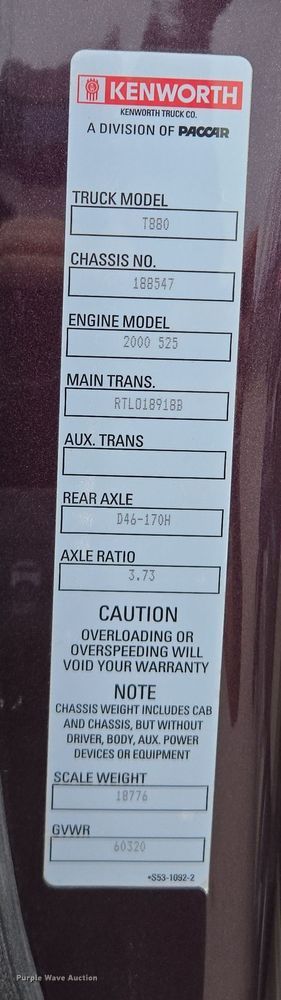 KENWORTH
KENWORTH TRUCK CO.
A DIVISION OF PACCAR
TRUCK MODEL
T880
CHASSIS NO.
188547
ENGINE MODEL
2000 525
MAIN TRANS.
RTLO18918B
AUX. TRANS
REAR AXLE
D46-170H
AXLE RATIO
3.73
CAUTION
OVERLOADING OR
OVERSPEEDING WILL
VOID YOUR WARRANTY
NOTE
CHASSIS WEIGHT INCLUDES CAB
AND CHASSIS, BUT WITHOUT
DRIVER, BODY, AUX. POWER
DEVICES OR EQUIPMENT
SCALE WEIGHT
18776
GVWR
60320
*S53-1092-2
Purple Wave Auction